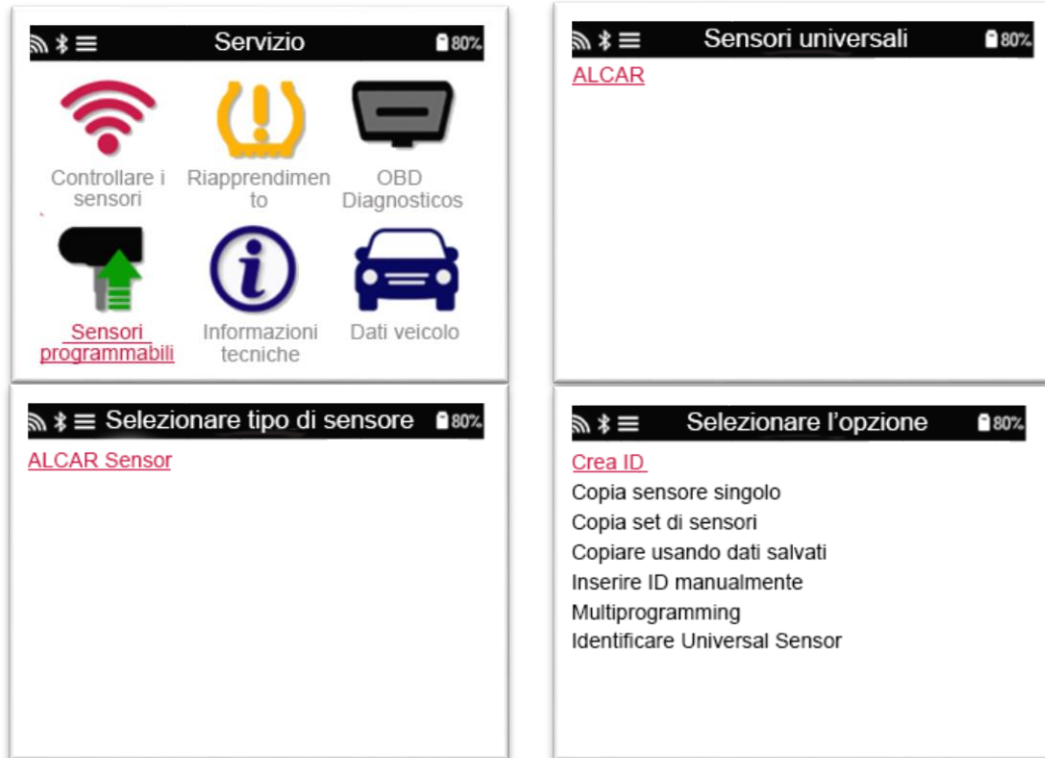 Servizio
80%
Controllare i
sensori
Riapprendimen
to
OBD
Diagnosticos
Sensori
programmabili
Informazioni
tecniche
Dati veicolo
Sensori universali
80%
ALCAR
Selezionare tipo di sensore
80%
ALCAR Sensor
Selezionare l'opzione
80%
Crea ID
Copia sensore singolo
Copia set di sensori
Copiare usando dati salvati
Inserire ID manualmente
Multiprogramming
Identificare Universal Sensor